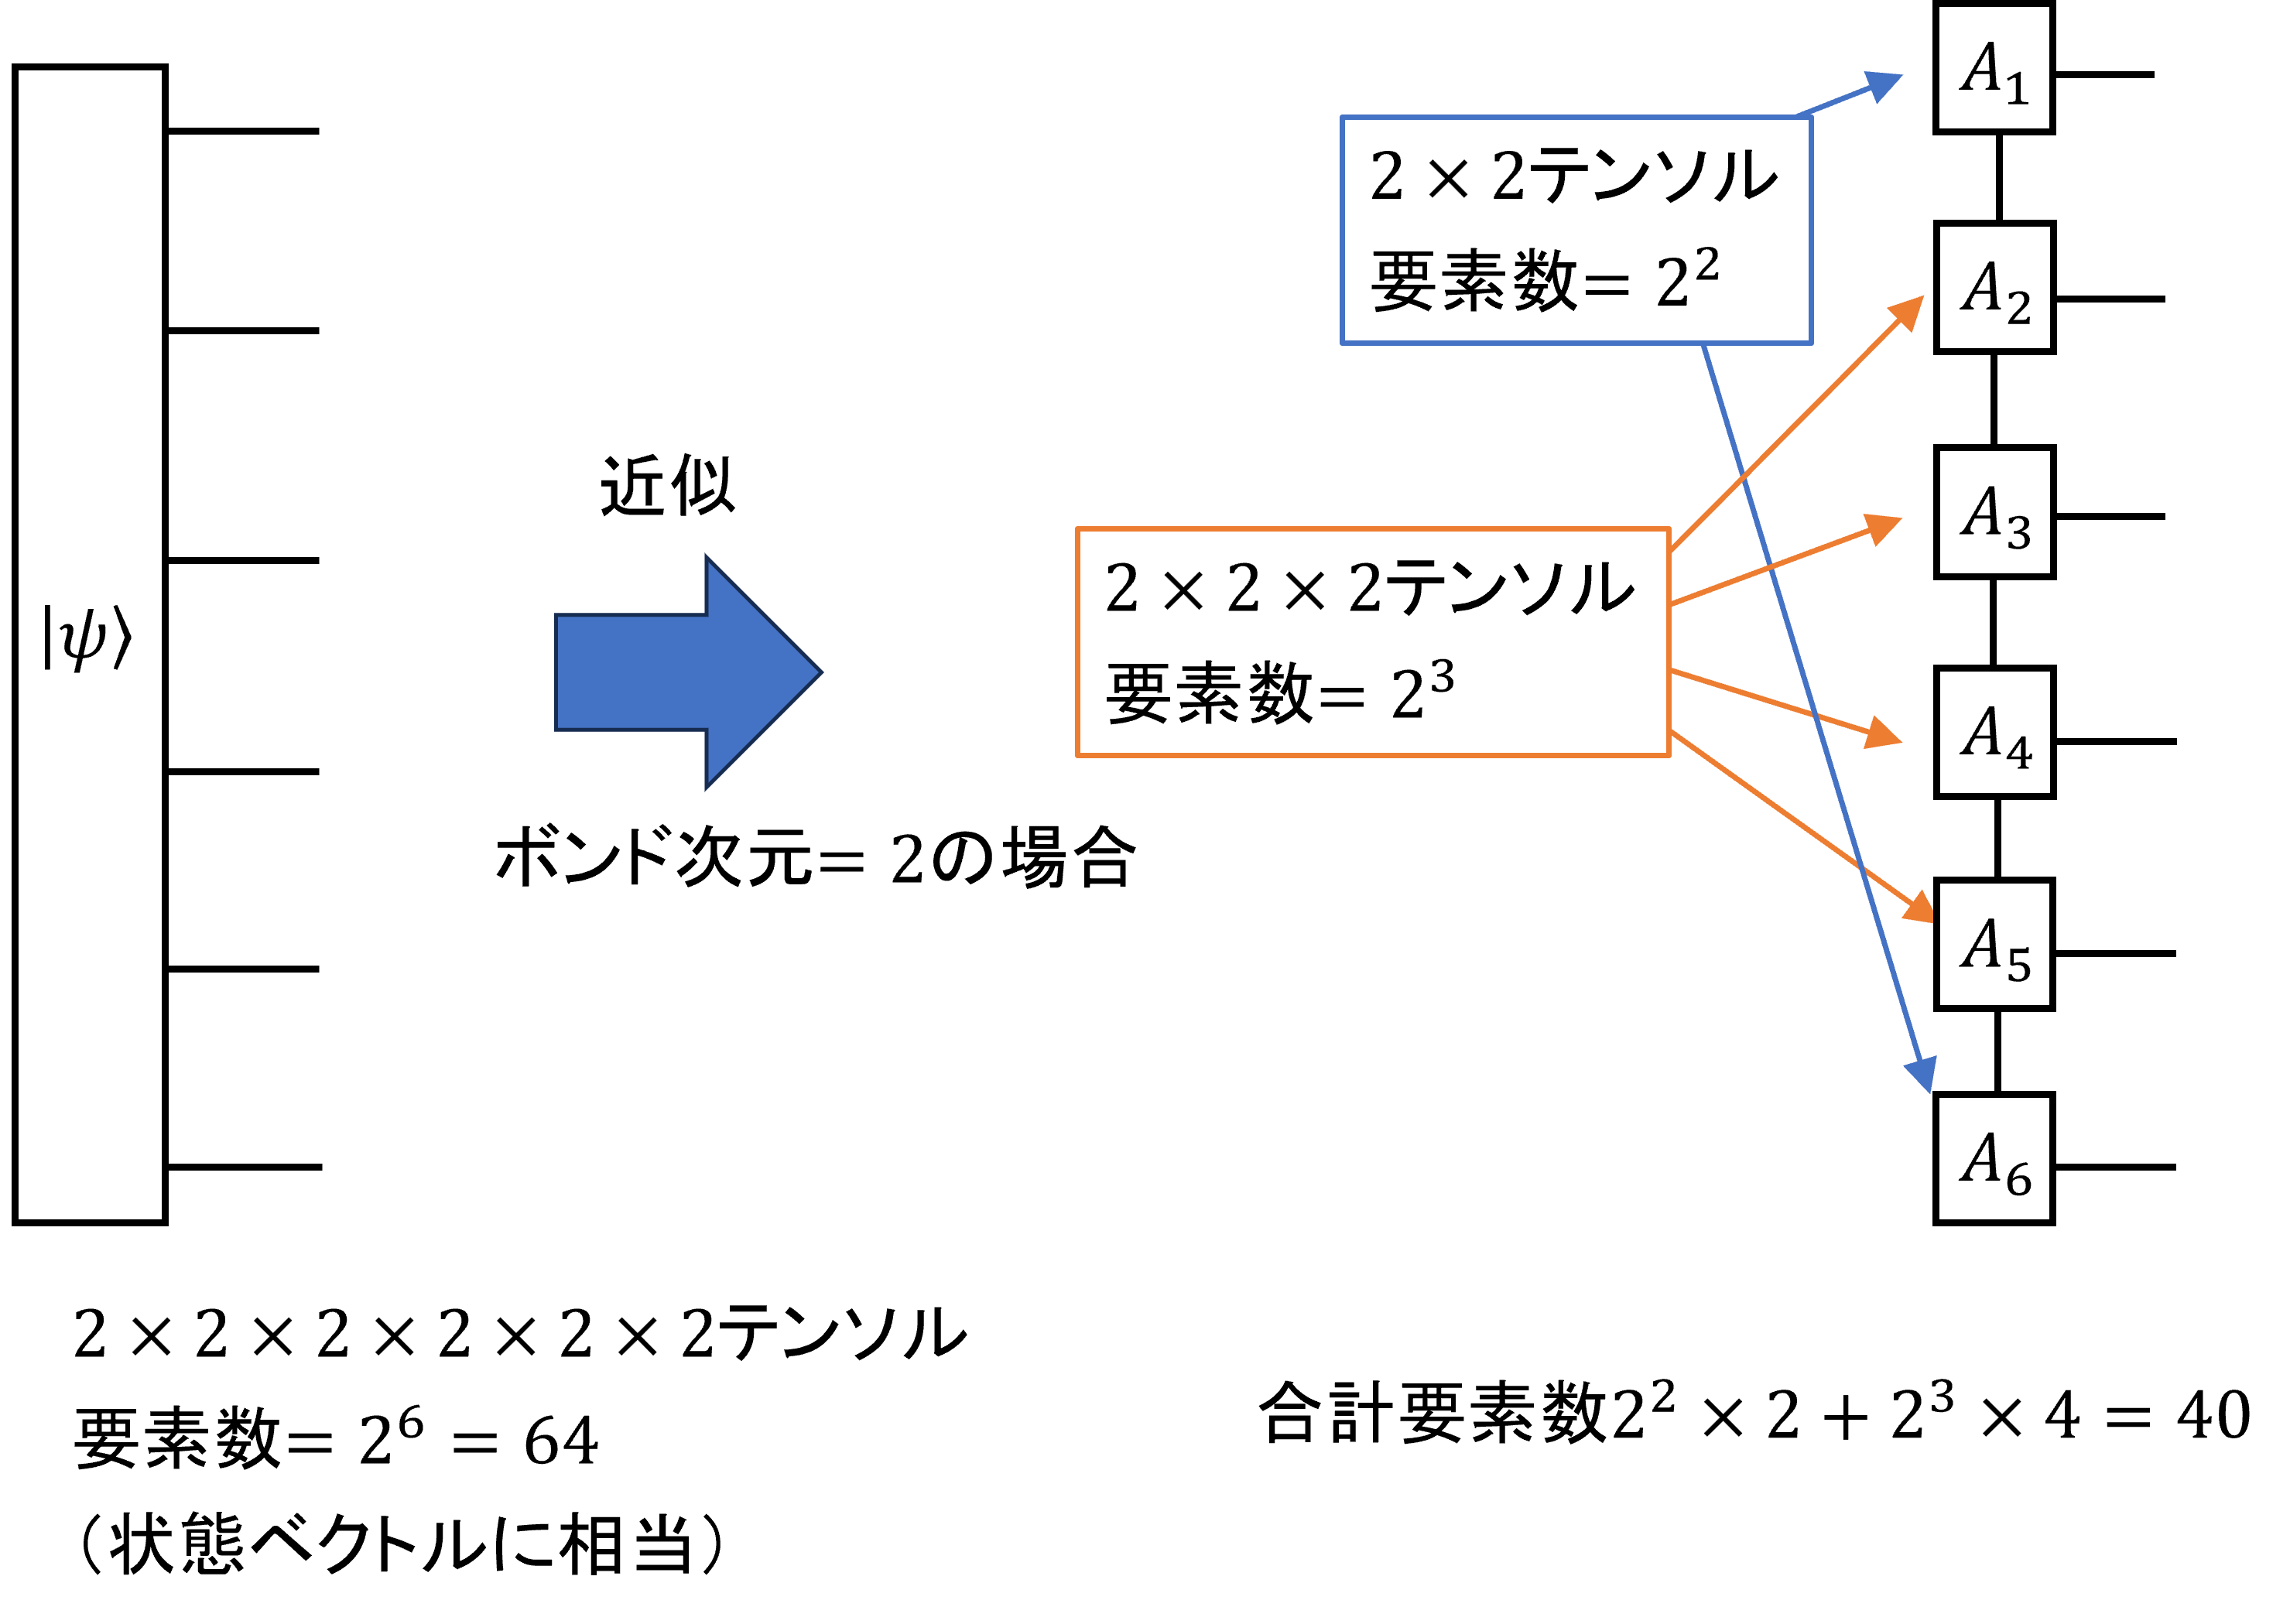 |ψ⟩
2 × 2 × 2 × 2 × 2 × 2テンソル
要素数= 2⁶ = 64
（状態ベクトルに相当）
近似
ボンド次元= 2の場合
2 × 2テンソル
要素数= 2²
2 × 2 × 2テンソル
要素数= 2³
A₁
A₂
A₃
A₄
A₅
A₆
合計要素数2² × 2 + 2³ × 4 = 40